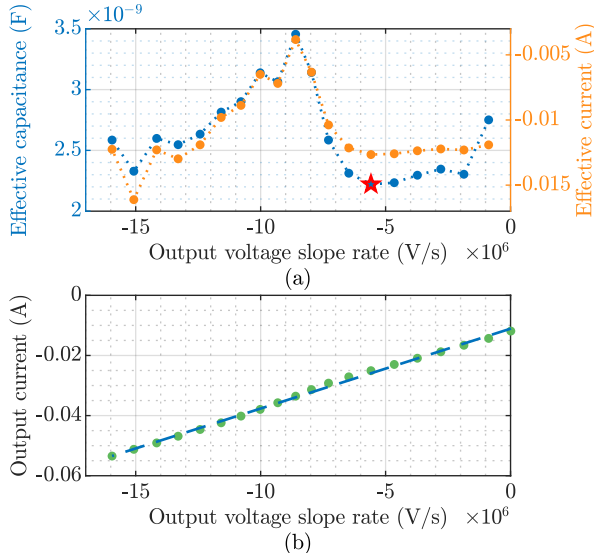 (a)
×10⁻⁹
3.5
3
2.5
2
Effective capacitance (F)
-0.005
-0.01
-0.015
Effective current (A)
-15
-10
-5
0
Output voltage slope rate (V/s) ×10⁶
(a)
0
-0.02
-0.04
-0.06
Output current (A)
-15
-10
-5
0
Output voltage slope rate (V/s) ×10⁶
(b)